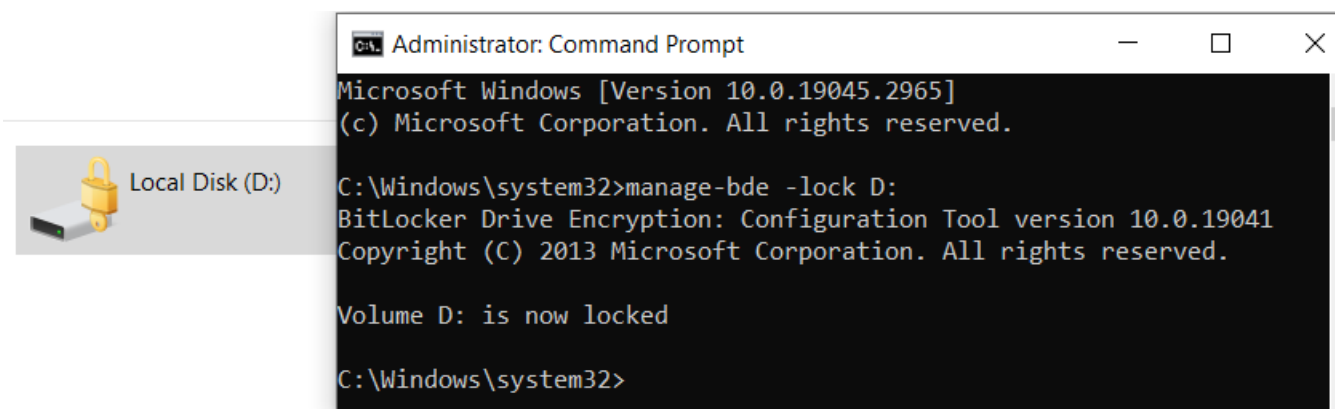 Administrator: Command Prompt
Microsoft Windows [Version 10.0.19045.2965]
(c) Microsoft Corporation. All rights reserved.
Local Disk (D:)
C:\Windows\system32>manage-bde -lock D:
BitLocker Drive Encryption: Configuration Tool version 10.0.19041
Copyright (C) 2013 Microsoft Corporation. All rights reserved.
Volume D: is now locked
C:\Windows\system32>